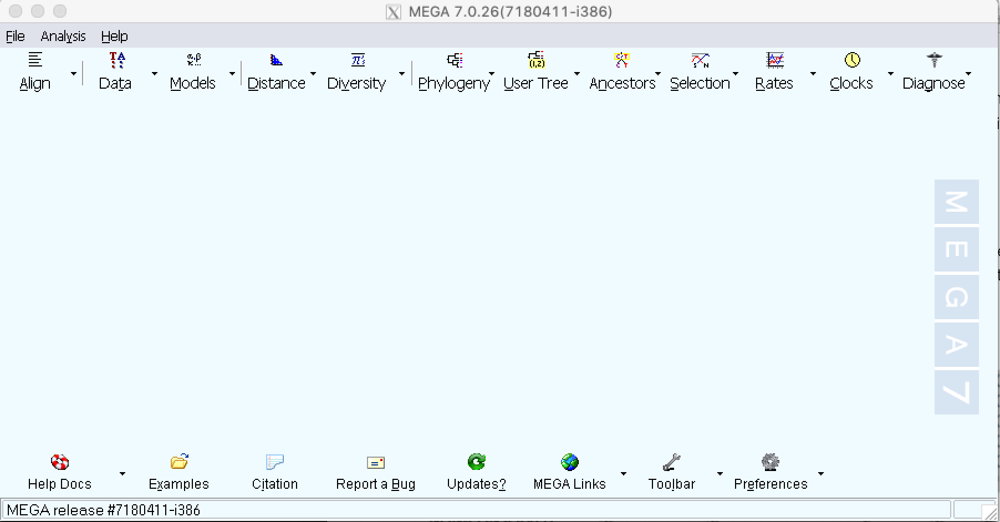 MEGA 7.0.26(7180411-i386)
File Analysis Help
Align Data Models Distance Diversity Phylogeny User Tree Ancestors Selection Rates Clocks Diagnose
M
E
G
A
7
Help Docs Examples Citation Report a Bug Updates? MEGA Links Toolbar Preferences
MEGA release #7180411-i386